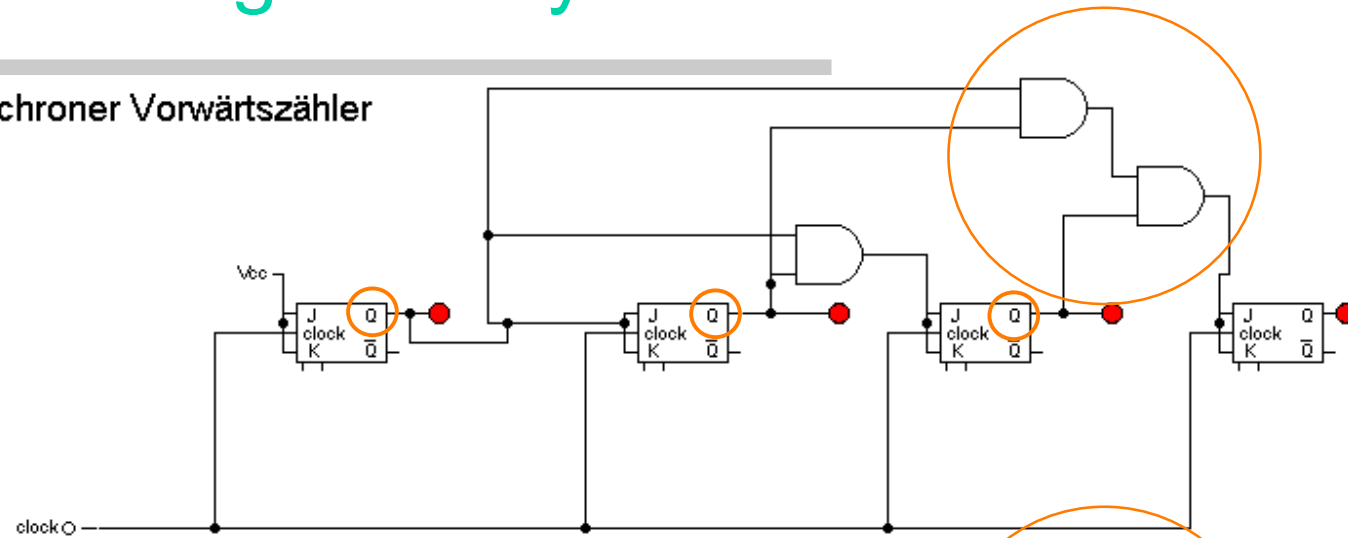 chroner Vorwärtszähler
Vcc
J Q
clock
K Q̅
J Q
clock
K Q̅
J Q
clock
K Q̅
J Q
clock
K Q̅
clock